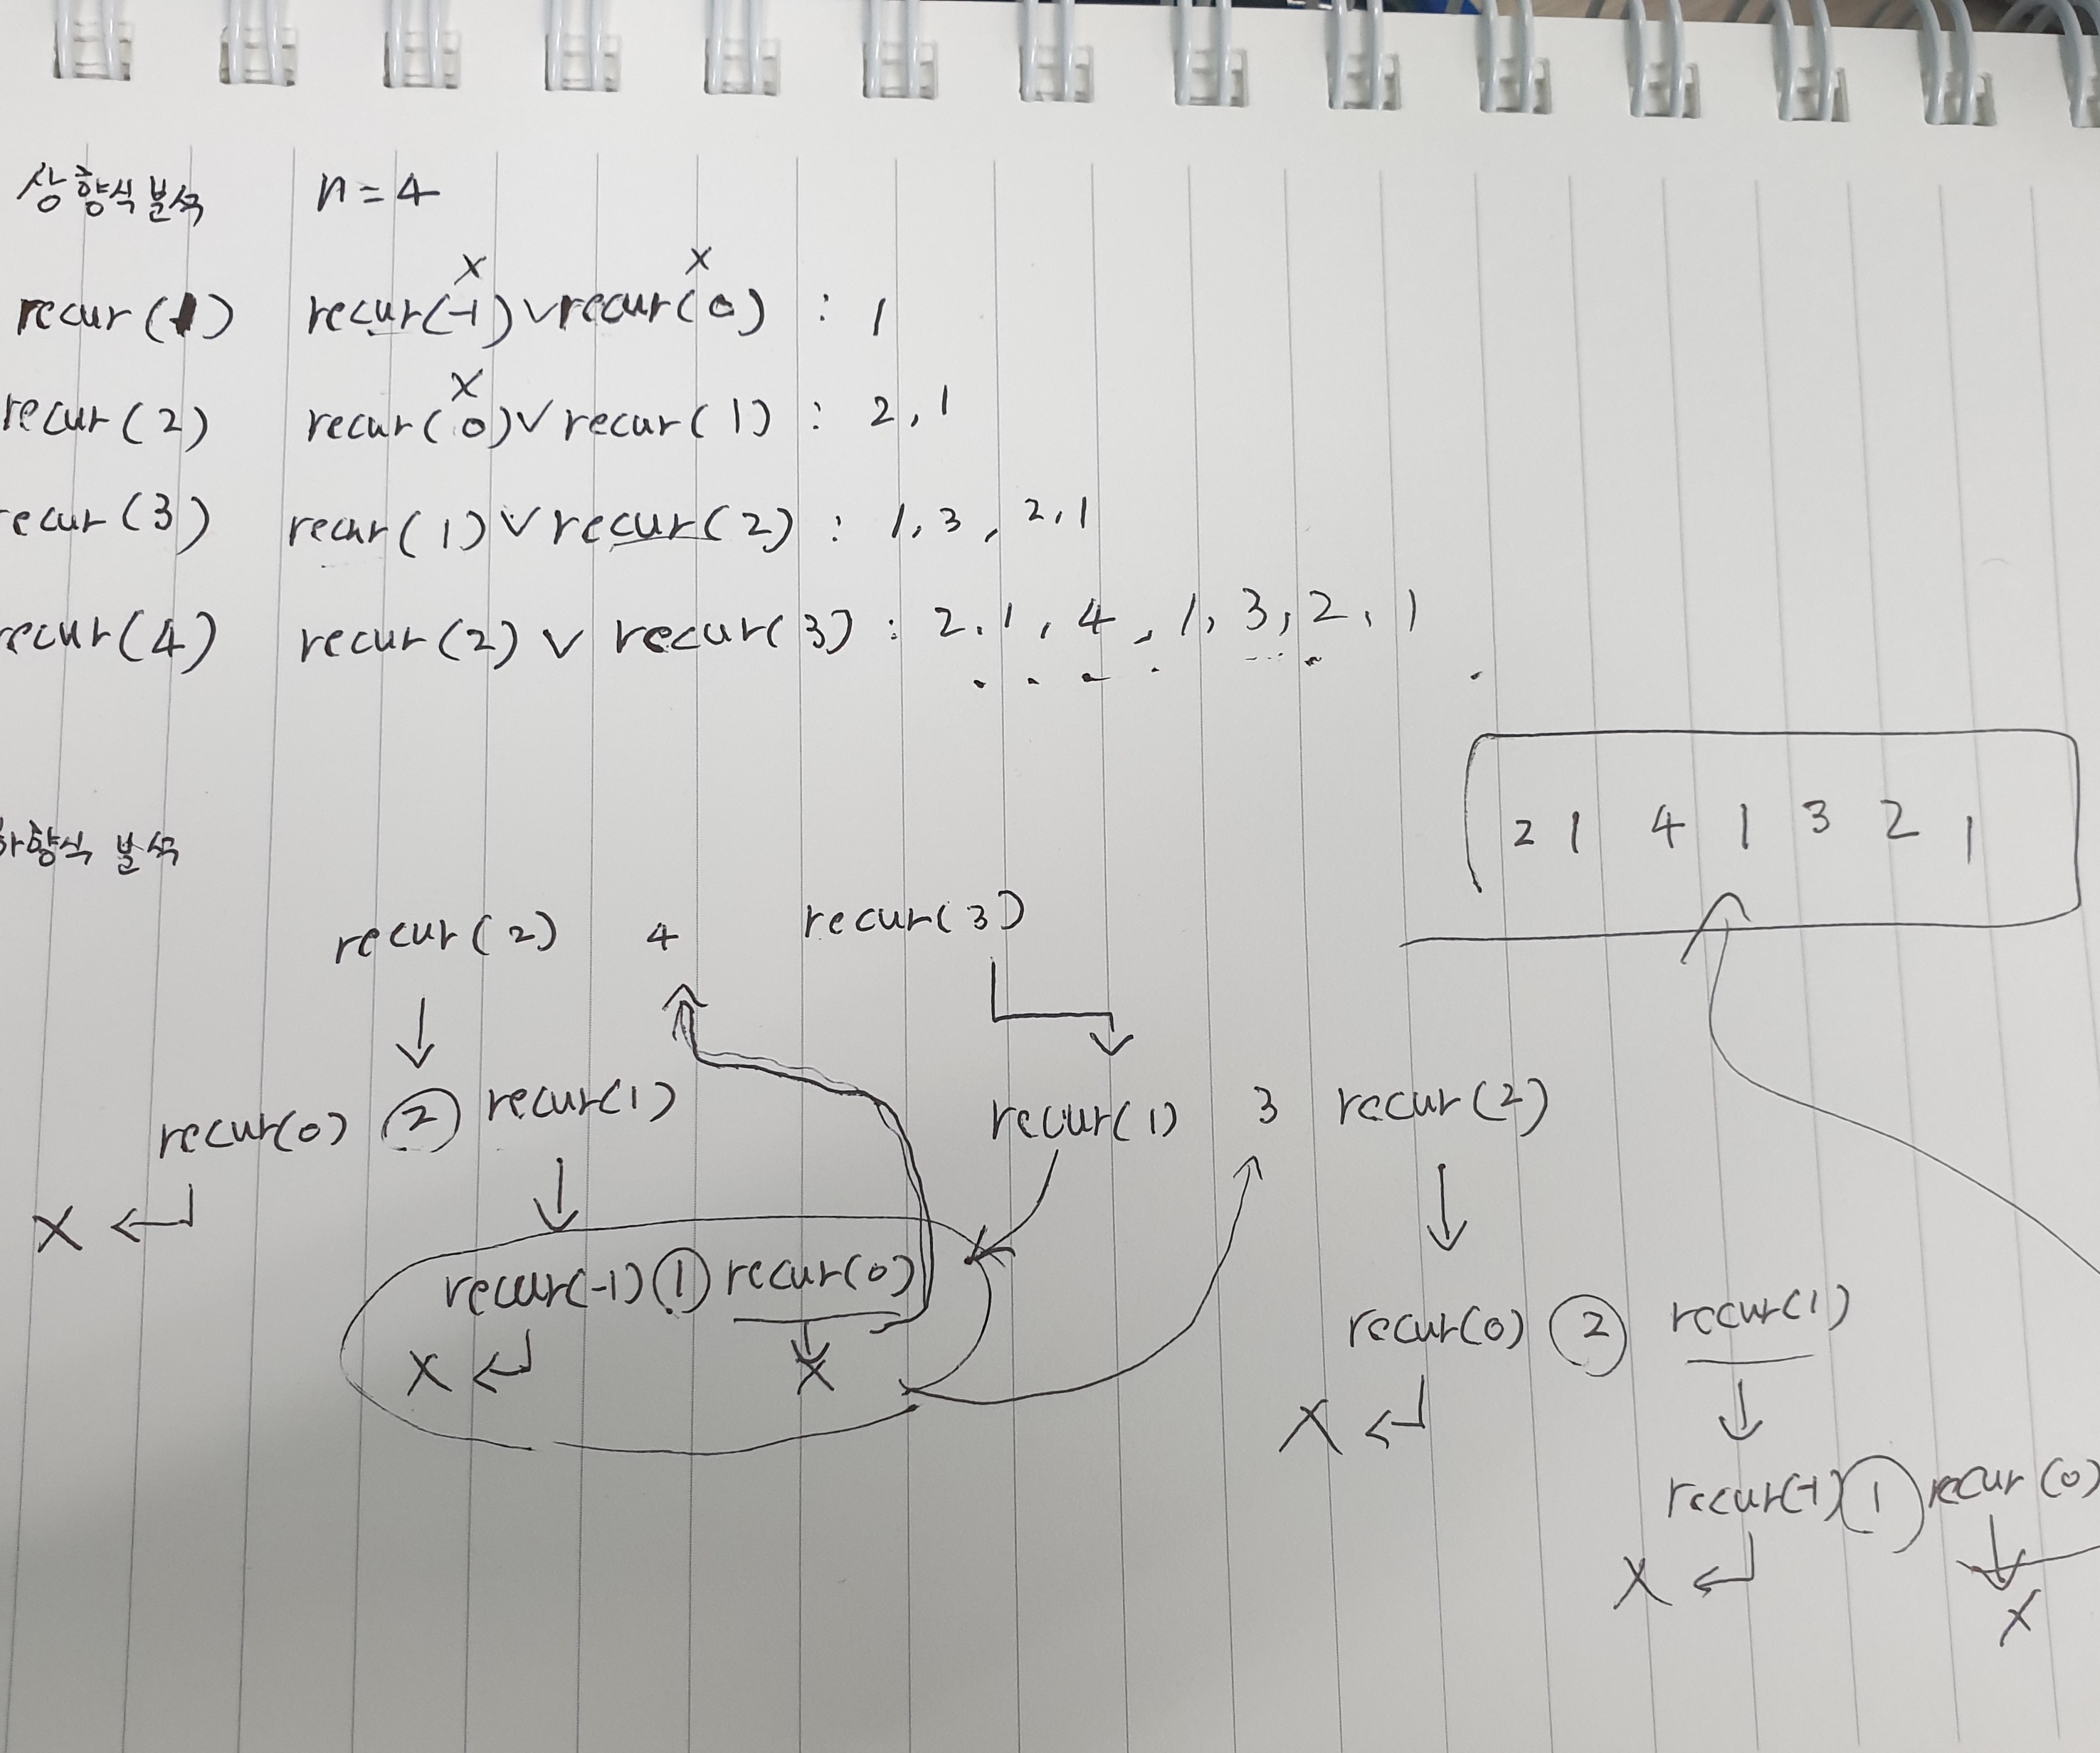 상향식분석 n=4
x x
recur(1) recur(-1)∨recur(0) : 1
x
recur(2) recur(0)∨recur(1) : 2,1
recur(3) recur(1)∨recur(2) : 1,3,2,1
recur(4) recur(2)∨recur(3) : 2,1,4,1,3,2,1
2 1 4 1 3 2 1
하향식 분석
recur(2) 4 recur(3)
recur(0) ② recur(1) recur(1) 3 recur(2)
x
recur(-1) ① recur(0) recur(0) ② recur(1)
x x x
recur(-1) ① recur(0)
x x